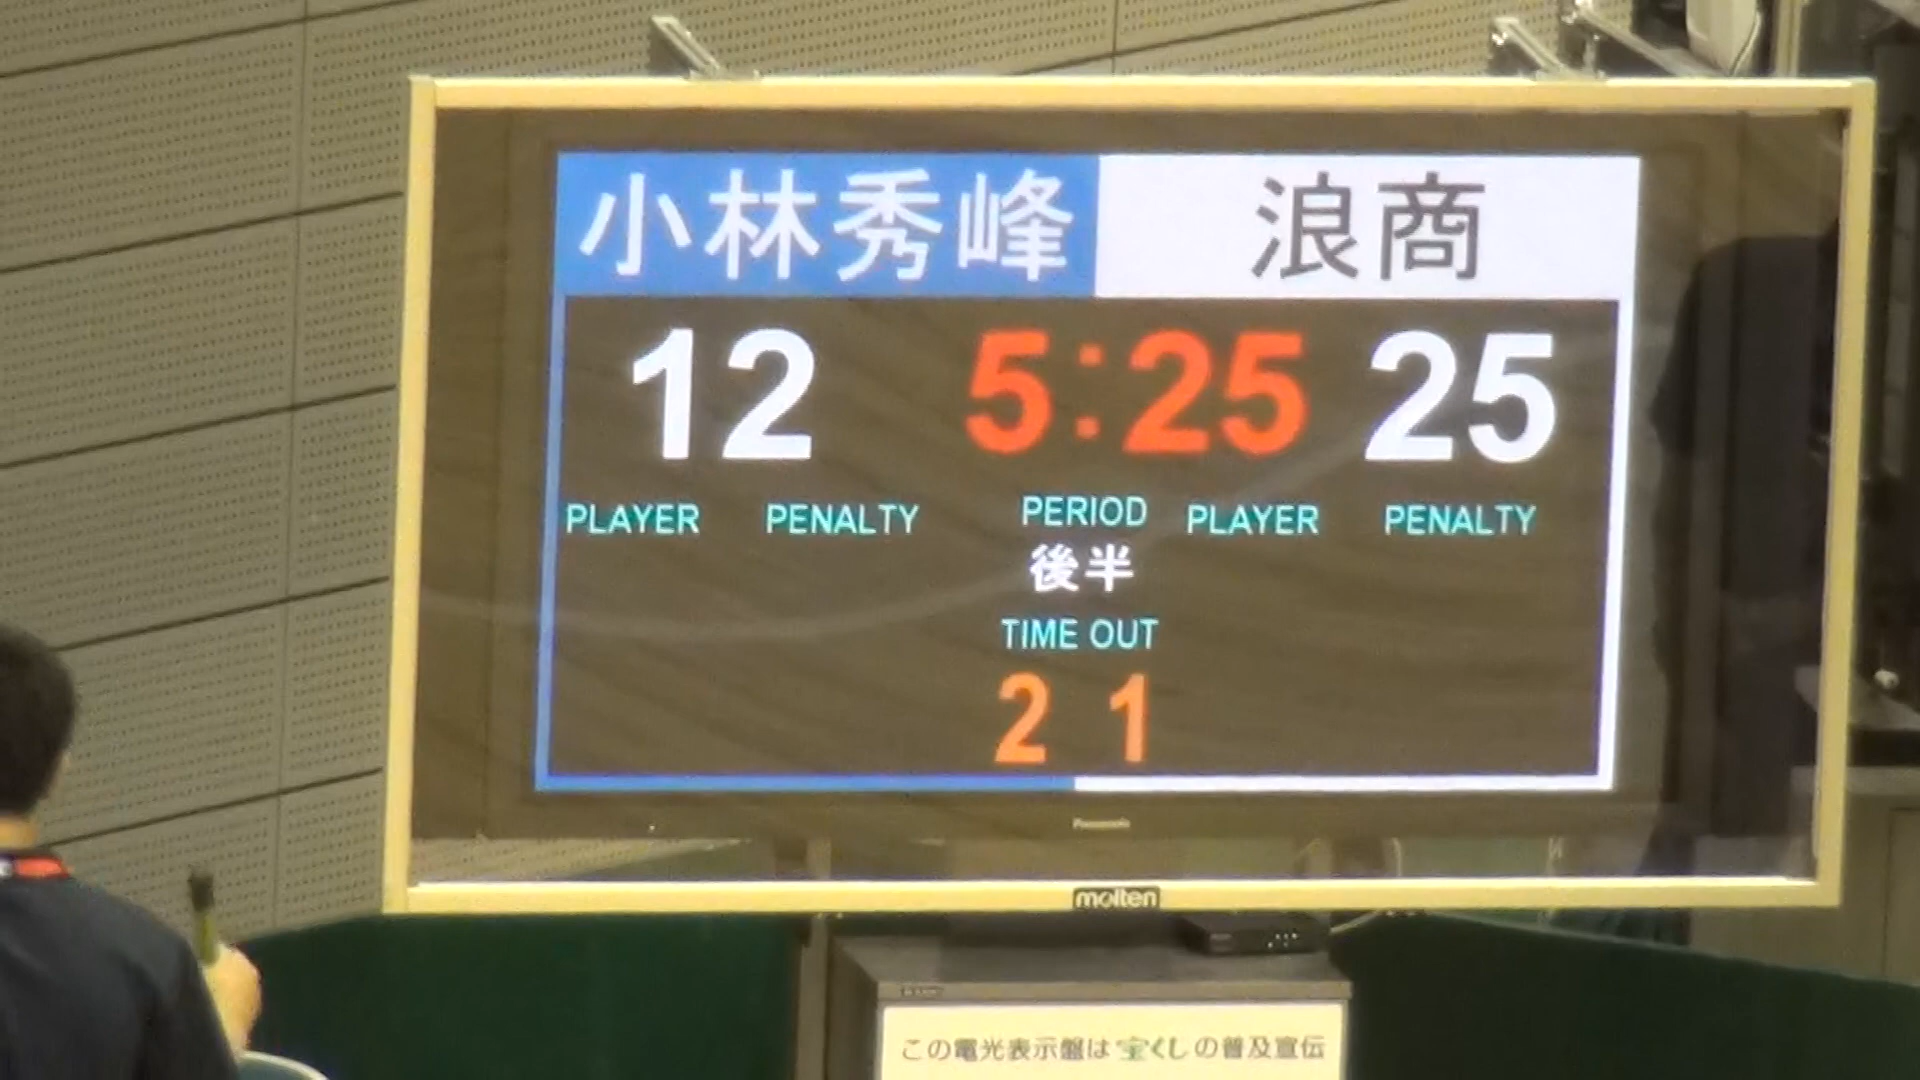 小林秀峰 浪商
12 5:25 25
PLAYER PENALTY PERIOD PLAYER PENALTY
後半
TIME OUT
2 1
Panasonic
molten
この電光表示盤は宝くしの普及宣伝